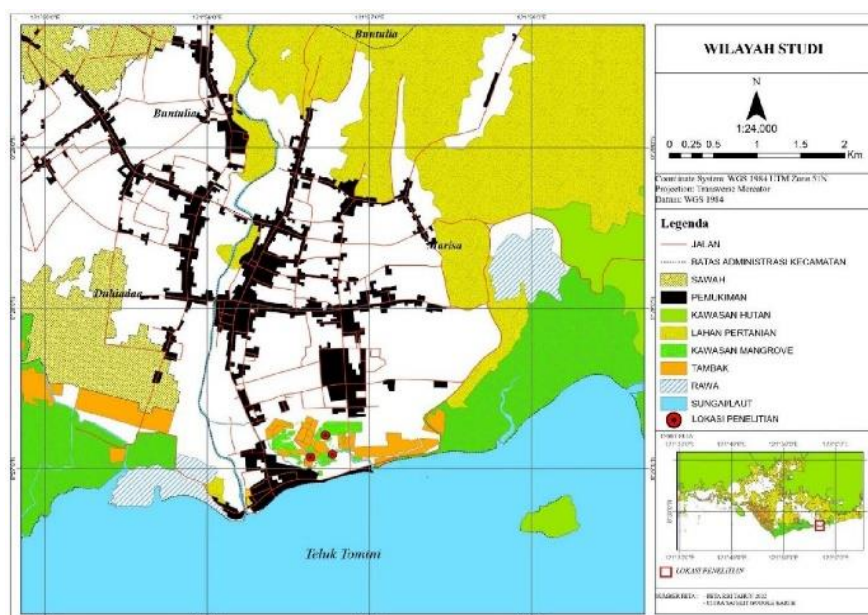 Buntulia
Buntulia
Marisa
Duhiadaa
Teluk Tomini
WILAYAH STUDI
N
1:24,000
0 0.25 0.5 1 1.5 2
Km
Coordinate System: WGS 1984 UTM Zone 51N
Projection: Transverse Mercator
Datum: WGS 1984
Legenda
JALAN
BATAS ADMINISTRASI KECAMATAN
SAWAH
PEMUKIMAN
KAWASAN HUTAN
LAHAN PERTANIAN
KAWASAN MANGROVE
TAMBAK
RAWA
SUNGAI/LAUT
LOKASI PENELITIAN
LOKASI PENELITIAN